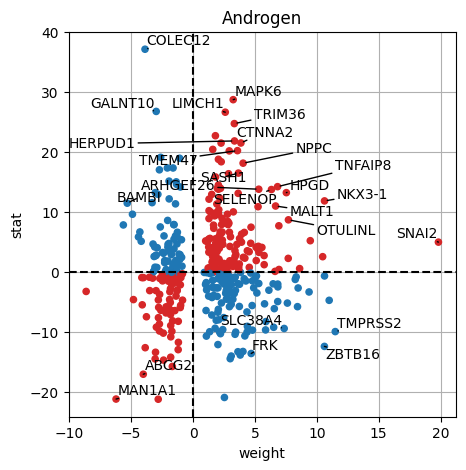 Androgen
COLEC12
MAPK6
GALNT10
LIMCH1
TRIM36
CTNNA2
HERPUD1
NPPC
TMEM47
TNFAIP8
SASH1
ARHGEF26
HPGD
NKX3-1
BAMBI
SELENOP
MALT1
OTULINL
SNAI2
SLC38A4
TMPRSS2
FRK
ZBTB16
ABCG2
MAN1A1
40
30
20
10
0
−10
−20
stat
−10
−5
0
5
10
15
20
weight